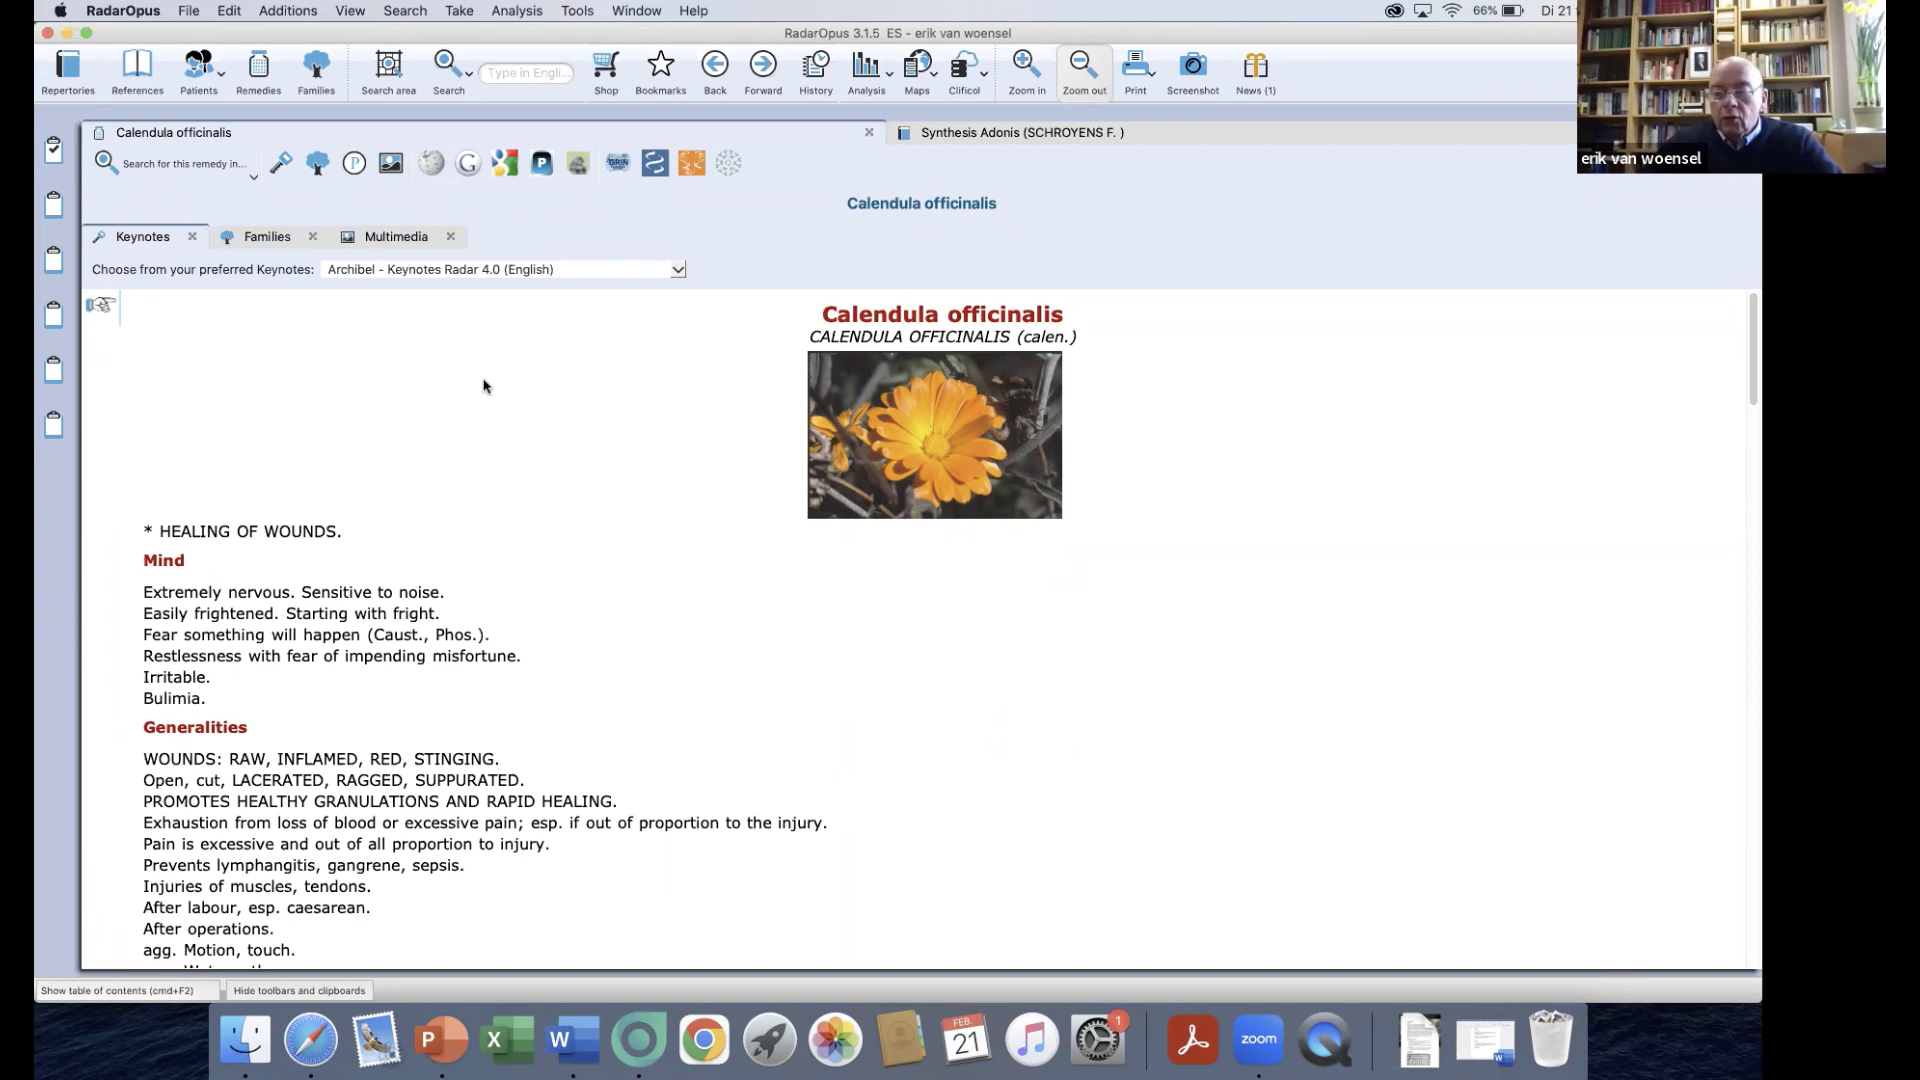 RadarOpus File Edit Additions View Search Take Analysis Tools Window Help 66% Di 21
RadarOpus 3.1.5 ES - erik van woensel
Type in Engli...
Repertories References Patients Remedies Families Search area Search Shop Bookmarks Back Forward History Analysis Maps Clificol Zoom in Zoom out Print Screenshot News (1)
erik van woensel
Calendula officinalis
Synthesis Adonis (SCHROYENS F. )
Search for this remedy in...
P
G
P
GRIN
Calendula officinalis
Keynotes Families Multimedia
Choose from your preferred Keynotes: Archibel - Keynotes Radar 4.0 (English)
Calendula officinalis
CALENDULA OFFICINALIS (calen.)
* HEALING OF WOUNDS.
Mind
Extremely nervous. Sensitive to noise.
Easily frightened. Starting with fright.
Fear something will happen (Caust., Phos.).
Restlessness with fear of impending misfortune.
Irritable.
Bulimia.
Generalities
WOUNDS: RAW, INFLAMED, RED, STINGING.
Open, cut, LACERATED, RAGGED, SUPPURATED.
PROMOTES HEALTHY GRANULATIONS AND RAPID HEALING.
Exhaustion from loss of blood or excessive pain; esp. if out of proportion to the injury.
Pain is excessive and out of all proportion to injury.
Prevents lymphangitis, gangrene, sepsis.
Injuries of muscles, tendons.
After labour, esp. caesarean.
After operations.
agg. Motion, touch.
Show table of contents (cmd+F2) Hide toolbars and clipboards
P X W FEB. 21 1 zoom W